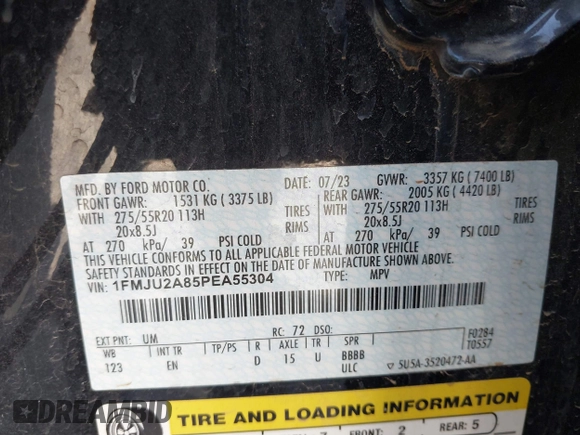 MFD. BY FORD MOTOR CO.
DATE: 07/23 GVWR: 3357 KG ( 7400 LB)
FRONT GAWR: 1531 KG ( 3375 LB) REAR GAWR: 2005 KG ( 4420 LB)
WITH 275/55R20 113H TIRES WITH 275/55R20 113H TIRES
20x8.5J RIMS 20x8.5J RIMS
AT 270 kPa/ 39 PSI COLD AT 270 kPa/ 39 PSI COLD
THIS VEHICLE CONFORMS TO ALL APPLICABLE FEDERAL MOTOR VEHICLE
SAFETY STANDARDS IN EFFECT ON THE DATE OF MANUFACTURE SHOWN ABOVE.
VIN: 1FMJU2A85PEA55304 TYPE: MPV
EXT PNT: UM RC: 72 DSO: F0284
WB INT TR TP/PS R AXLE TR SPR T0557
123 EN D 15 U BBBB
ULC ▽ 5U5A-3520472-AA
TIRE AND LOADING INFORMATION
FRONT: 2 REAR: 5
DREAMBID